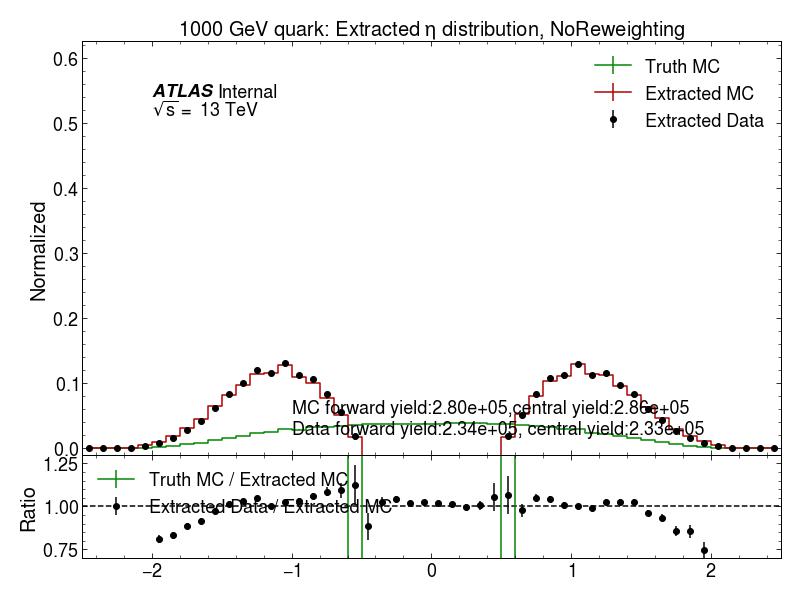 1000 GeV quark: Extracted η distribution, NoReweighting
0.6
0.5
0.4
0.3
0.2
0.1
0.0
Normalized
ATLAS Internal
√s = 13 TeV
Truth MC
Extracted MC
Extracted Data
MC forward yield:2.80e+05,central yield:2.86e+05
Data forward yield:2.34e+05, central yield:2.33e+05
1.25
1.00
0.75
Ratio
Truth MC / Extracted MC
Extracted Data / Extracted MC
−2
−1
0
1
2